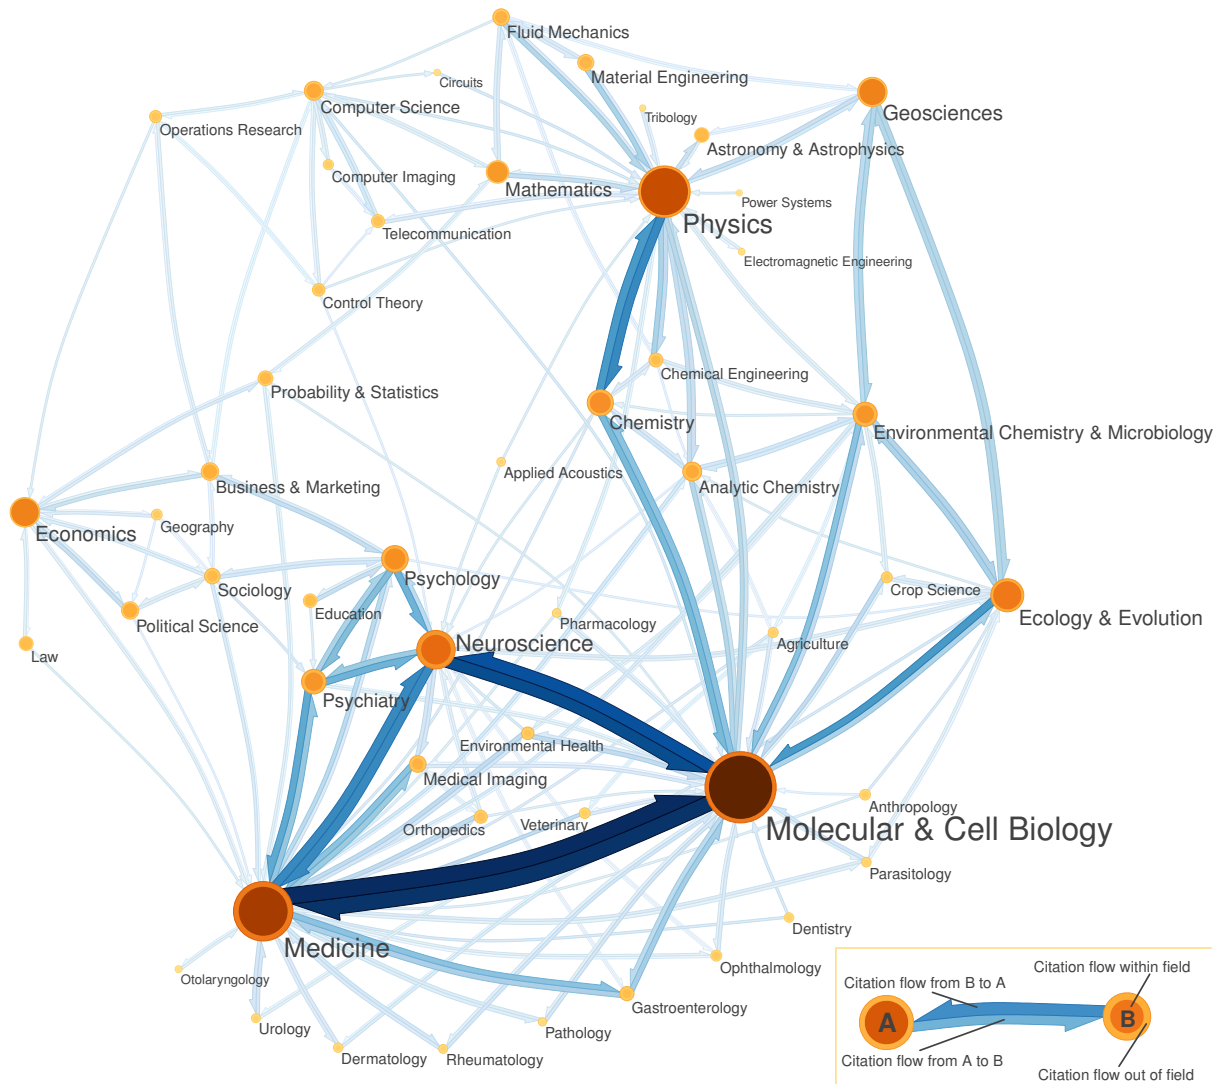 Fluid Mechanics
Circuits
Material Engineering
Computer Science
Geosciences
Tribology
Operations Research
Astronomy & Astrophysics
Computer Imaging
Mathematics
Power Systems
Physics
Telecommunication
Electromagnetic Engineering
Control Theory
Chemical Engineering
Probability & Statistics
Chemistry
Environmental Chemistry & Microbiology
Applied Acoustics
Business & Marketing
Analytic Chemistry
Geography
Economics
Psychology
Sociology
Crop Science
Education
Political Science
Pharmacology
Ecology & Evolution
Neuroscience
Agriculture
Law
Psychiatry
Environmental Health
Medical Imaging
Anthropology
Orthopedics
Veterinary
Molecular & Cell Biology
Parasitology
Dentistry
Medicine
Ophthalmology
Otolaryngology
Gastroenterology
Urology
Pathology
Dermatology
Rheumatology
Citation flow within field
Citation flow from B to A
A
B
Citation flow from A to B
Citation flow out of field